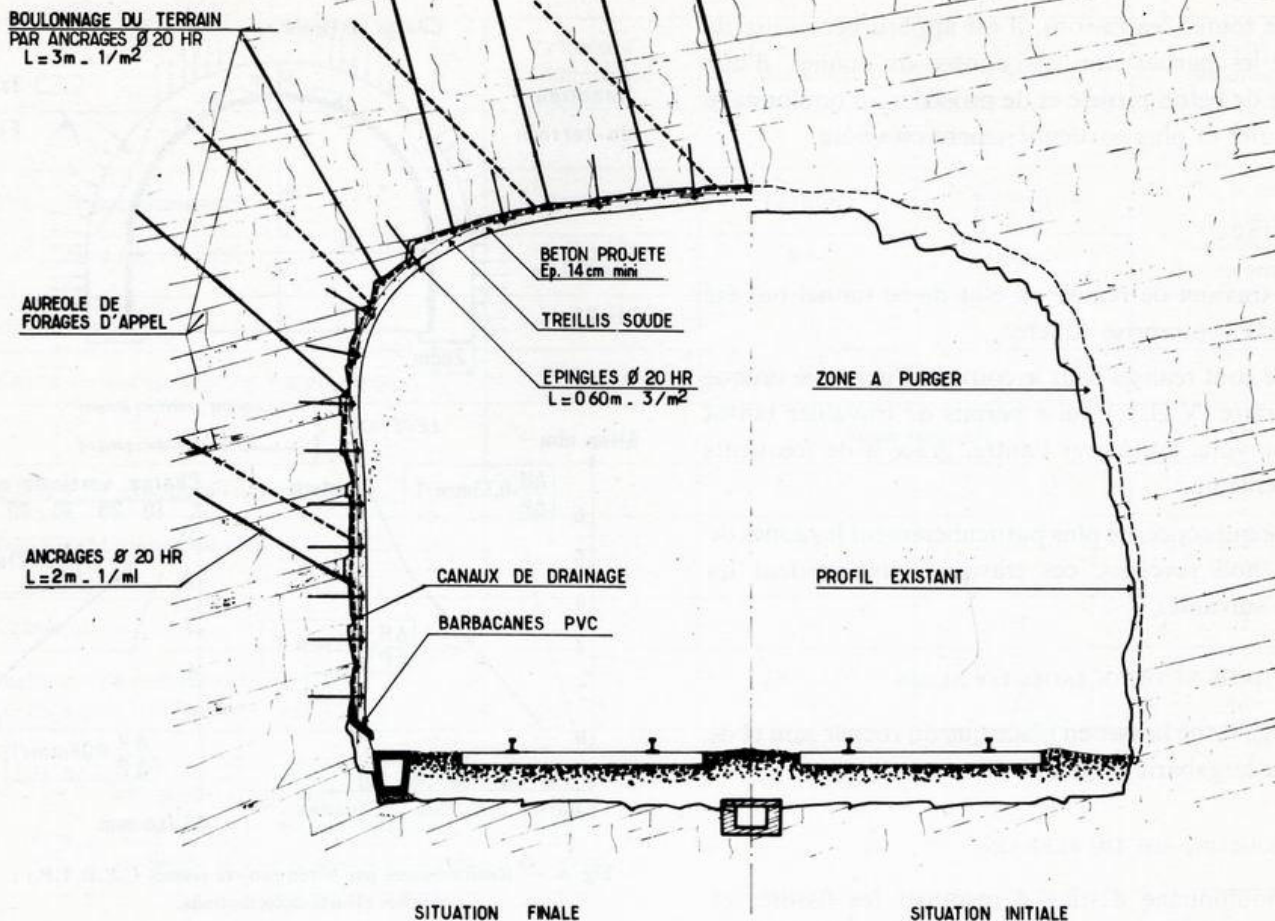 BOULONNAGE DU TERRAIN
PAR ANCRAGES Ø 20 HR
L = 3m _ 1/m²
AUREOLE DE
FORAGES D'APPEL
ANCRAGES Ø 20 HR
L = 2m _ 1/ml
BETON PROJETE
Ep. 14 cm mini
TREILLIS SOUDE
EPINGLES Ø 20 HR
L = 0 60m _ 3/m²
CANAUX DE DRAINAGE
BARBACANES PVC
ZONE A PURGER
PROFIL EXISTANT
SITUATION FINALE
SITUATION INITIALE